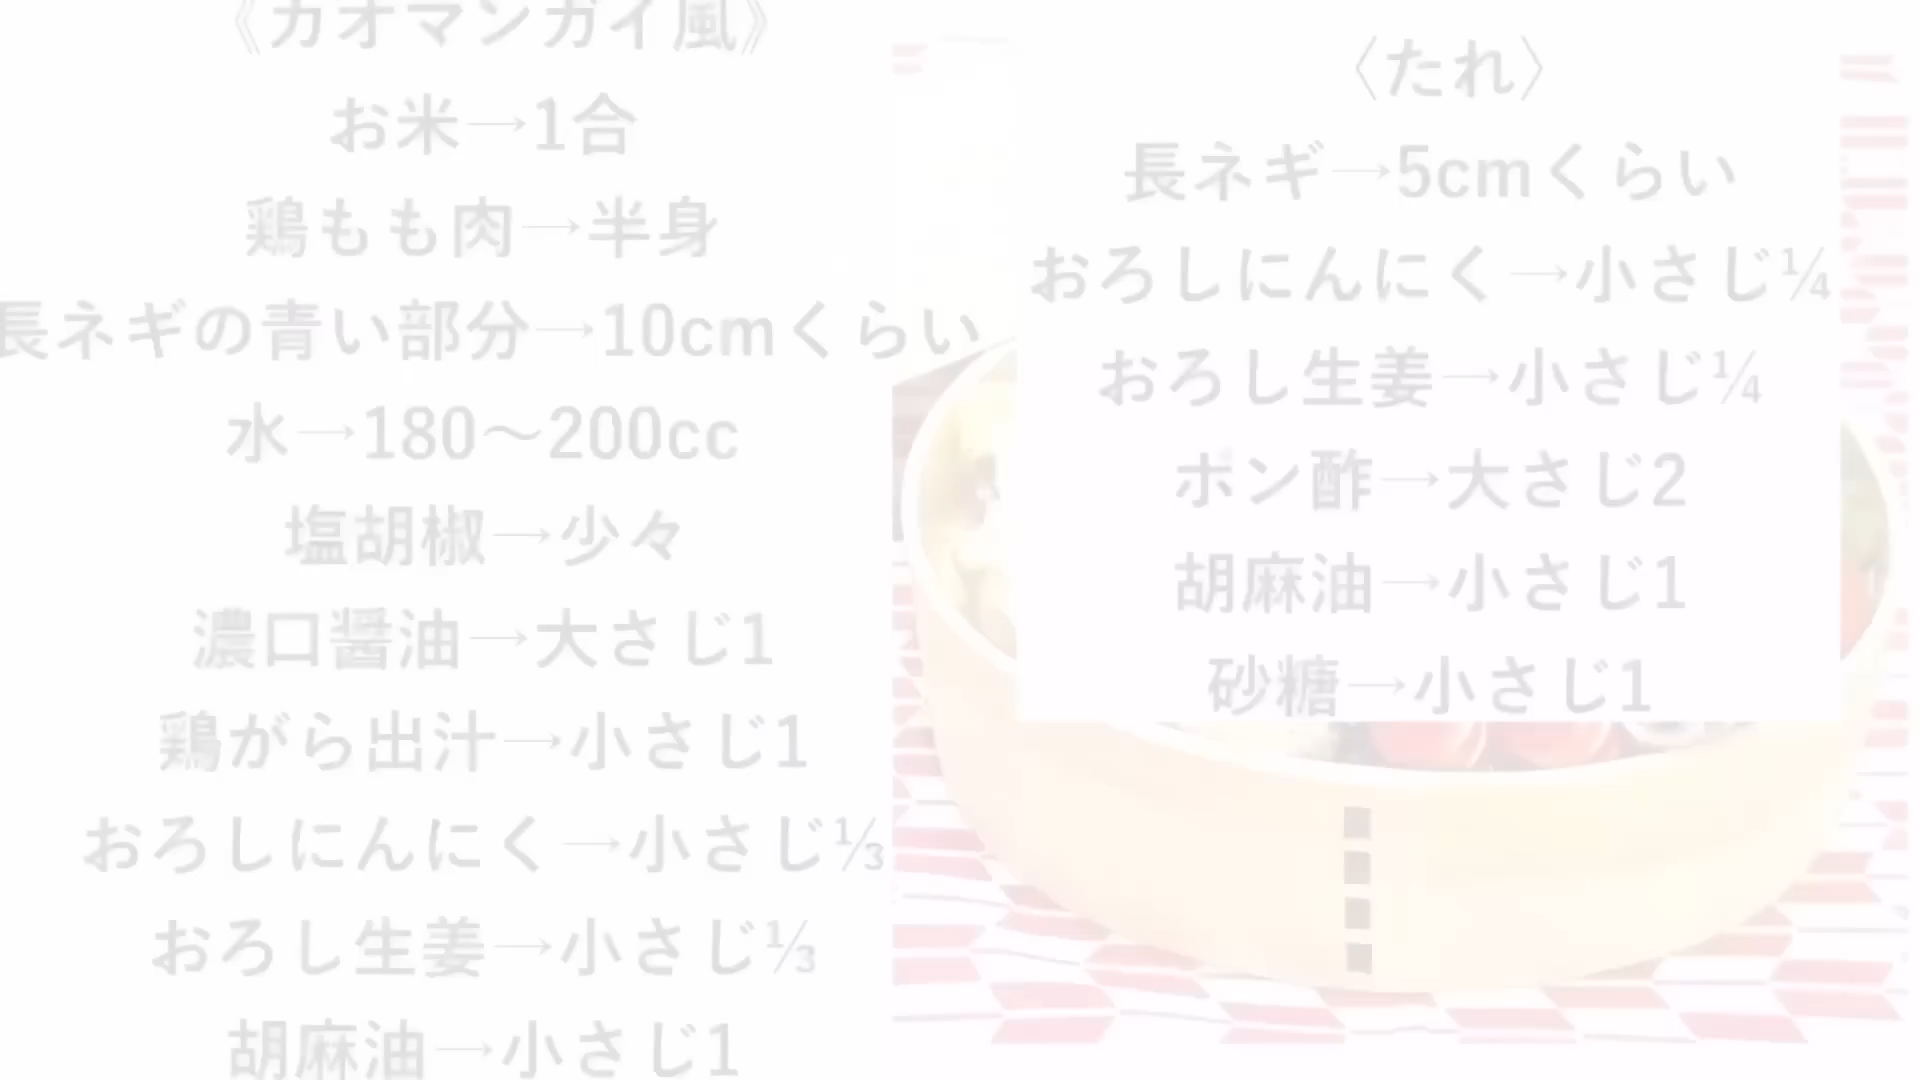 《カオマンガイ風》
お米→1合
鶏もも肉→半身
長ネギの青い部分→10cmくらい
水→180〜200cc
塩胡椒→少々
濃口醤油→大さじ1
鶏がら出汁→小さじ1
おろしにんにく→小さじ⅓
おろし生姜→小さじ⅓
胡麻油→小さじ1
〈たれ〉
長ネギ→5cmくらい
おろしにんにく→小さじ¼
おろし生姜→小さじ¼
ポン酢→大さじ2
胡麻油→小さじ1
砂糖→小さじ1